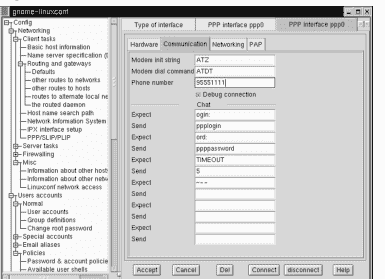 gnome-linuxconf
Config
Networking
Client tasks
Basic host information
Name server specification (
Routing and gateways
Defaults
other routes to networks
other routes to hosts
routes to alternate local ne
the routed daemon
Host name search path
Network Information System
IPX interface setup
PPP/SLIP/PLIP
Server tasks
Firewalling
Misc
Information about other hosts
Information about other netw
Linuxconf network access
Users accounts
Normal
User accounts
Group definitions
Change root password
Special accounts
Email aliases
Policies
Password & account policie
Available user shells
Type of interface PPP interface ppp0 PPP interface ppp0
Hardware Communication Networking PAP
Modem init string ATZ
Modem dial command ATDT
Phone number 95551111
Debug connection
Chat
Expect ogin:
Send ppplogin
Expect ord:
Send ppppassword
Expect TIMEOUT
Send 5
Expect ---
Send
Expect
Send
Expect
Send
Accept Cancel Del Connect disconnect Help